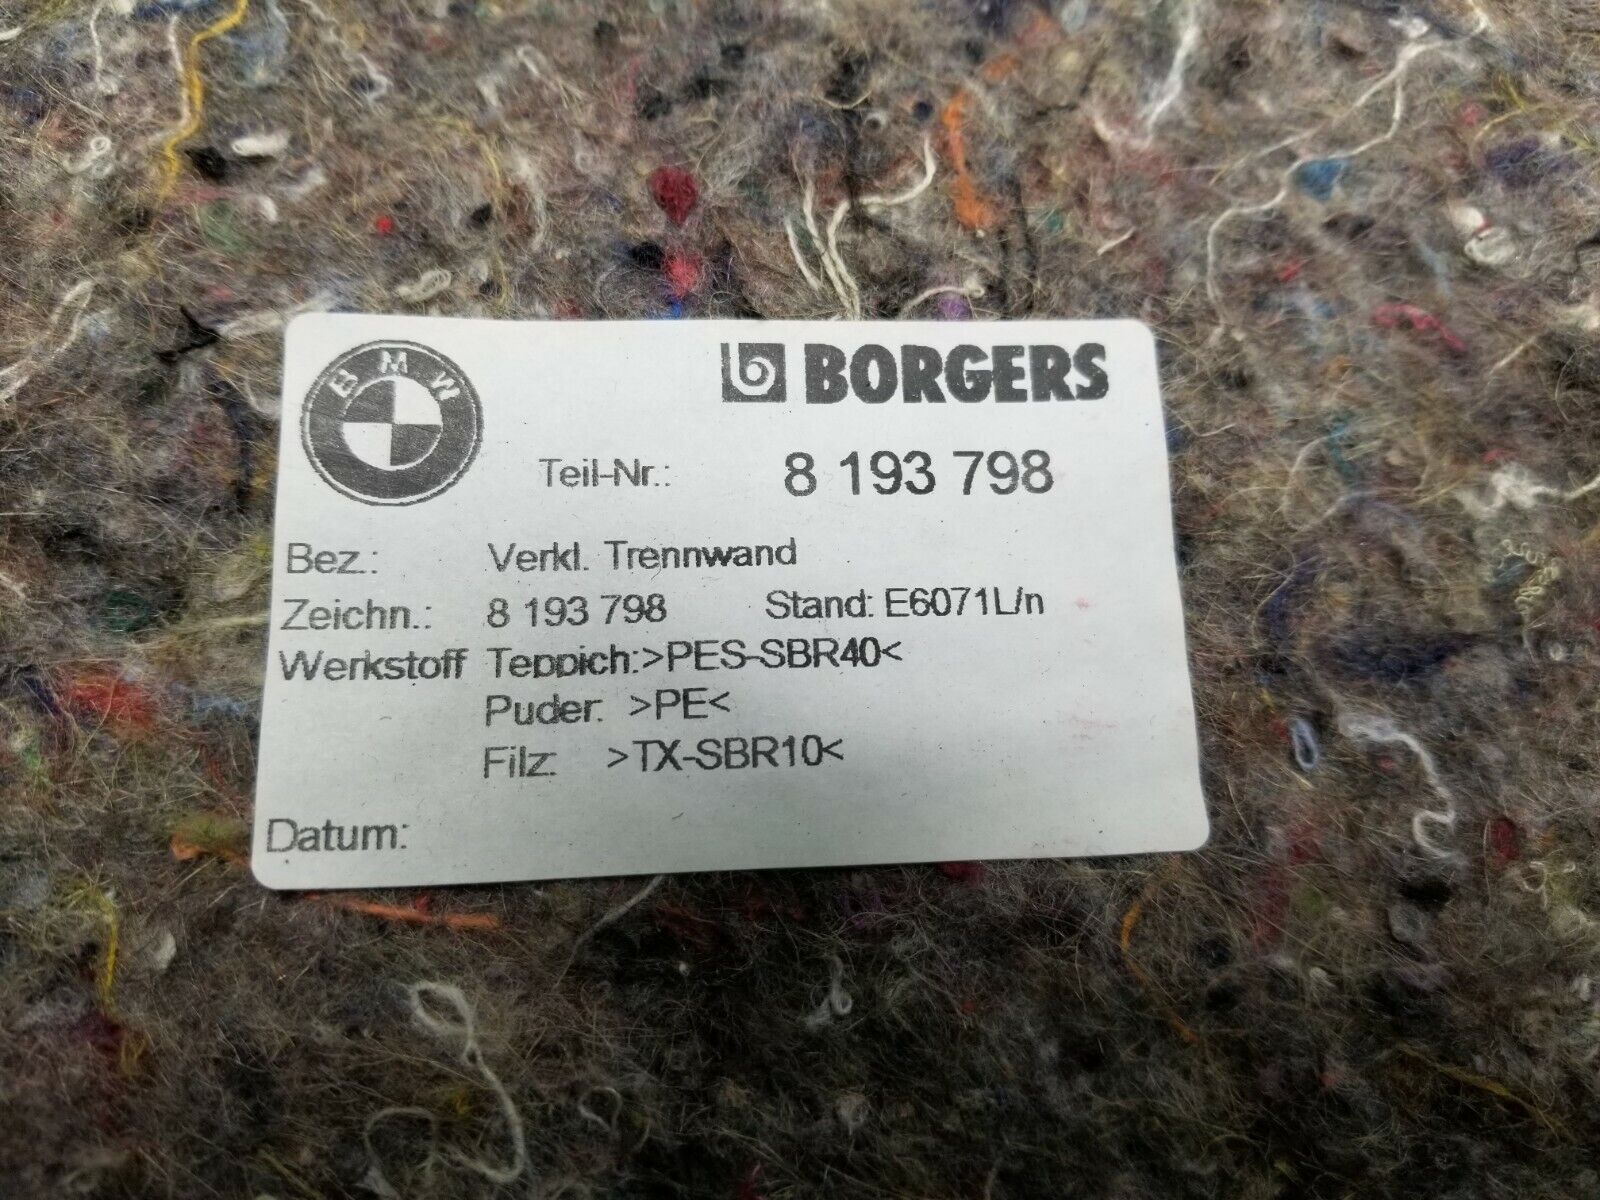 BMW
BORGERS
Teil-Nr.: 8 193 798
Bez.: Verkl. Trennwand
Zeichn.: 8 193 798 Stand: E6071L/n
Werkstoff Teppich:>PES-SBR40<
Puder: >PE<
Filz: >TX-SBR10<
Datum: